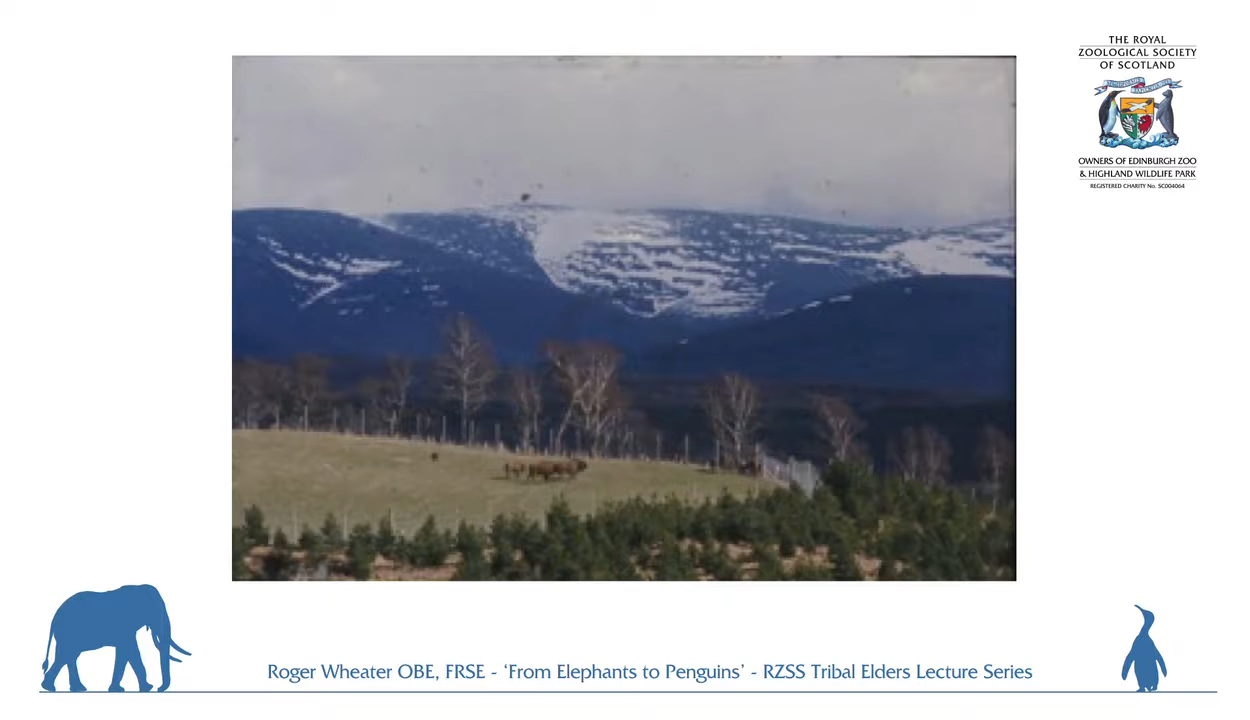 THE ROYAL
ZOOLOGICAL SOCIETY
OF SCOTLAND
OWNERS OF EDINBURGH ZOO
& HIGHLAND WILDLIFE PARK
REGISTERED CHARITY No. SC004064
Roger Wheater OBE, FRSE - ‘From Elephants to Penguins’ - RZSS Tribal Elders Lecture Series